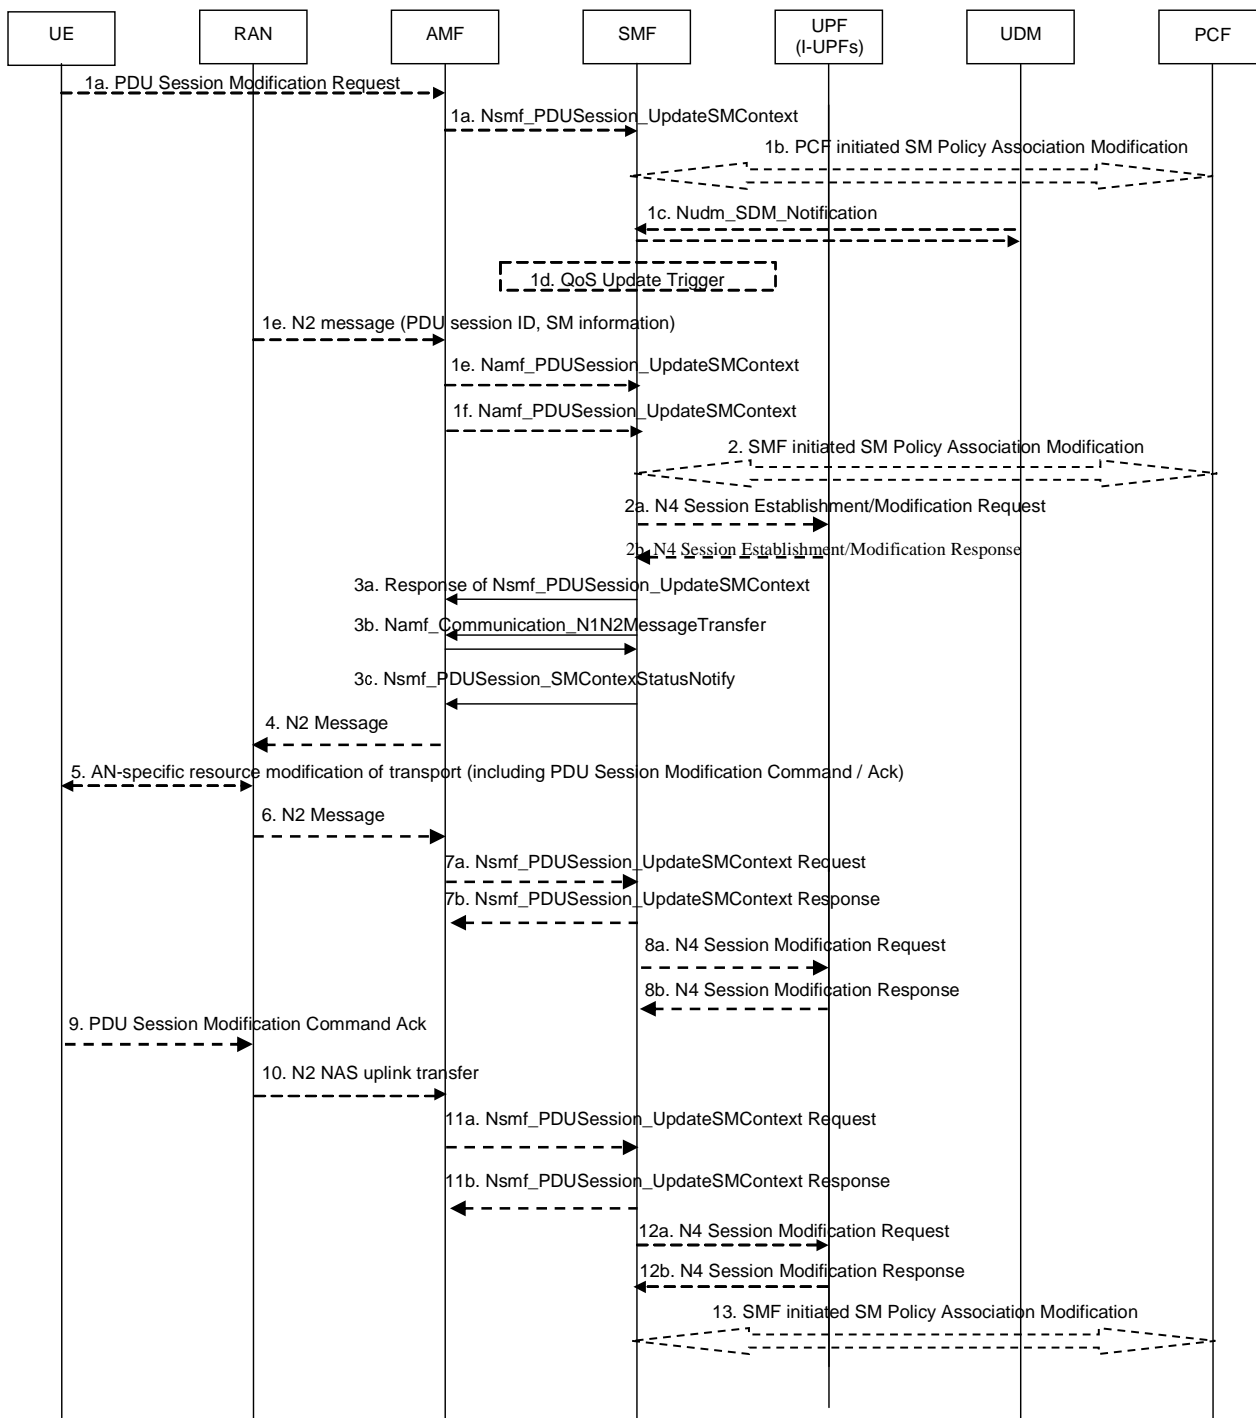 UE
RAN
AMF
SMF
UPF
(I-UPFs)
UDM
PCF
1a. PDU Session Modification Request
1a. Nsmf_PDUSession_UpdateSMContext
1b. PCF initiated SM Policy Association Modification
1c. Nudm_SDM_Notification
1d. QoS Update Trigger
1e. N2 message (PDU session ID, SM information)
1e. Namf_PDUSession_UpdateSMContext
1f. Namf_PDUSession_UpdateSMContext
2. SMF initiated SM Policy Association Modification
2a. N4 Session Establishment/Modification Request
2b. N4 Session Establishment/Modification Response
3a. Response of Nsmf_PDUSession_UpdateSMContext
3b. Namf_Communication_N1N2MessageTransfer
3c. Nsmf_PDUSession_SMContexStatusNotify
4. N2 Message
5. AN-specific resource modification of transport (including PDU Session Modification Command / Ack)
6. N2 Message
7a. Nsmf_PDUSession_UpdateSMContext Request
7b. Nsmf_PDUSession_UpdateSMContext Response
8a. N4 Session Modification Request
8b. N4 Session Modification Response
9. PDU Session Modification Command Ack
10. N2 NAS uplink transfer
11a. Nsmf_PDUSession_UpdateSMContext Request
11b. Nsmf_PDUSession_UpdateSMContext Response
12a. N4 Session Modification Request
12b. N4 Session Modification Response
13. SMF initiated SM Policy Association Modification